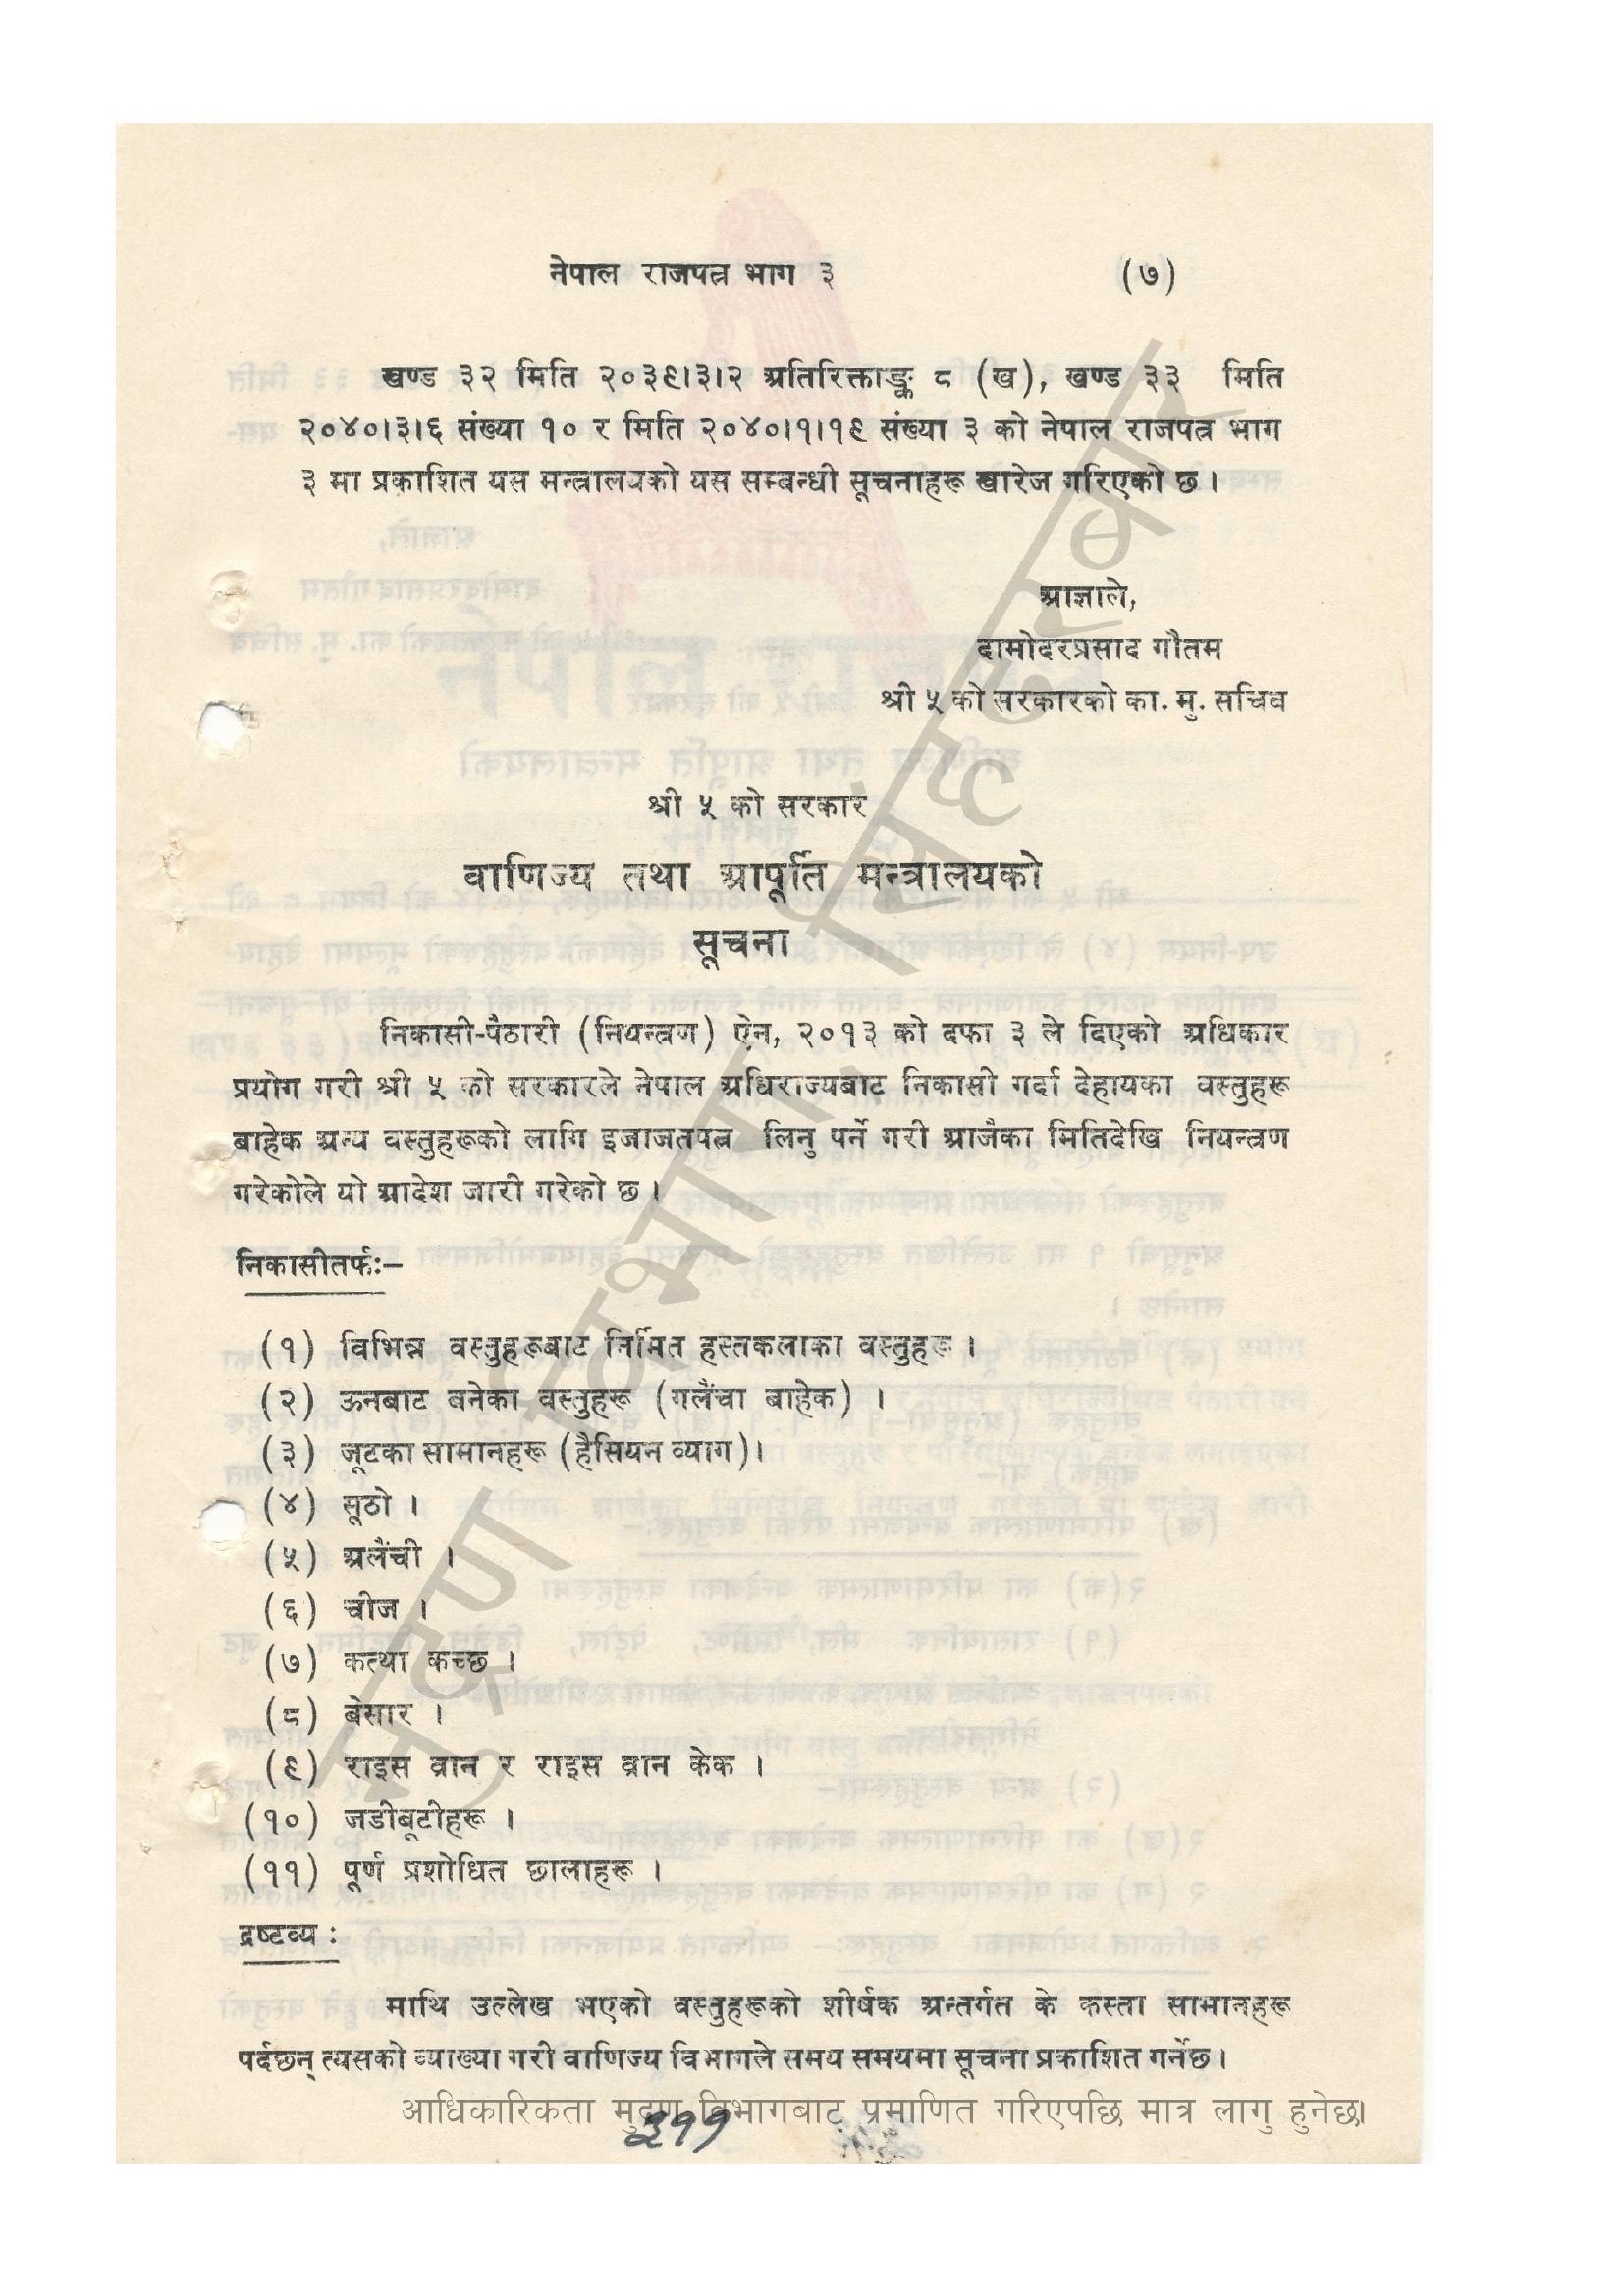 नेपाल राजपत्र भाग ३ (७)
खण्ड ३२ मिति २०३९।३।२ अतिरिक्ताङ्क ८ (ख), खण्ड ३३ मिति
२०४०।३।६ संख्या १० र मिति २०४०।१।१९ संख्या ३ को नेपाल राजपत्र भाग
३ मा प्रकाशित यस मन्त्रालयको यस सम्बन्धी सूचनाहरू खारेज गरिएको छ ।
आज्ञाले,
दामोदरप्रसाद गौतम
श्री ५ को सरकारको का. मु. सचिव
श्री ५ को सरकार
वाणिज्य तथा आपूर्ति मन्त्रालयको
सूचना
निकासी-पैठारी (नियन्त्रण) ऐन, २०१३ को दफा ३ ले दिएको अधिकार
प्रयोग गरी श्री ५ को सरकारले नेपाल अधिराज्यबाट निकासी गर्दा देहायका वस्तुहरू
बाहेक अन्य वस्तुहरूको लागि इजाजतपत्र लिनु पर्ने गरी आजैका मितिदेखि नियन्त्रण
गरेकोले यो आदेश जारी गरेको छ ।
निकासीतर्फः–
(१) विभिन्न वस्तुहरूबाट निर्मित हस्तकलाका वस्तुहरू ।
(२) ऊनबाट बनेका वस्तुहरू (गलैंचा बाहेक) ।
(३) जूटका सामानहरू (हैसियन व्याग)।
(४) सूठो ।
(५) अलैंची ।
(६) चीज ।
(७) कत्था कच्छ ।
(८) बेसार ।
(९) राइस व्रान र राइस व्रान केक ।
(१०) जडीबूटीहरू ।
(११) पूर्ण प्रशोधित छालाहरू ।
द्रष्टव्य :
माथि उल्लेख भएको वस्तुहरूको शीर्षक अन्तर्गत के कस्ता सामानहरू
पर्दछन् त्यसको व्याख्या गरी वाणिज्य विभागले समय समयमा सूचना प्रकाशित गर्नेछ ।
आधिकारिकता मुद्रण विभागबाट प्रमाणित गरिएपछि मात्र लागु हुनेछ।
३११
मुद्रण विभाग, सिंहदरबार